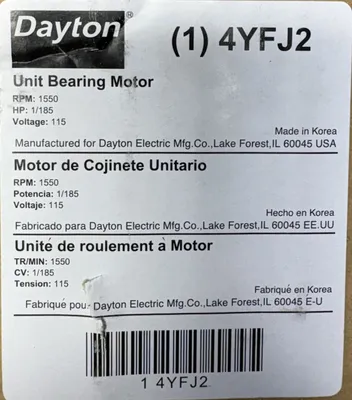 Dayton®
(1) 4YFJ2
Unit Bearing Motor
RPM: 1550
HP: 1/185
Voltage: 115
Made in Korea
Manufactured for Dayton Electric Mfg.Co.,Lake Forest,IL 60045 USA
Motor de Cojinete Unitario
RPM: 1550
Potencia: 1/185
Voltaje: 115
Hecho en Korea
Fabricado para Dayton Electric Mfg.Co.,Lake Forest,IL 60045 EE.UU
Unité de roulement à Motor
TR/MIN: 1550
CV: 1/185
Tension: 115
Fabriqué en Korea
Fabriqué pou Dayton Electric Mfg.Co.,Lake Forest,IL 60045 E-U
1 4YFJ2